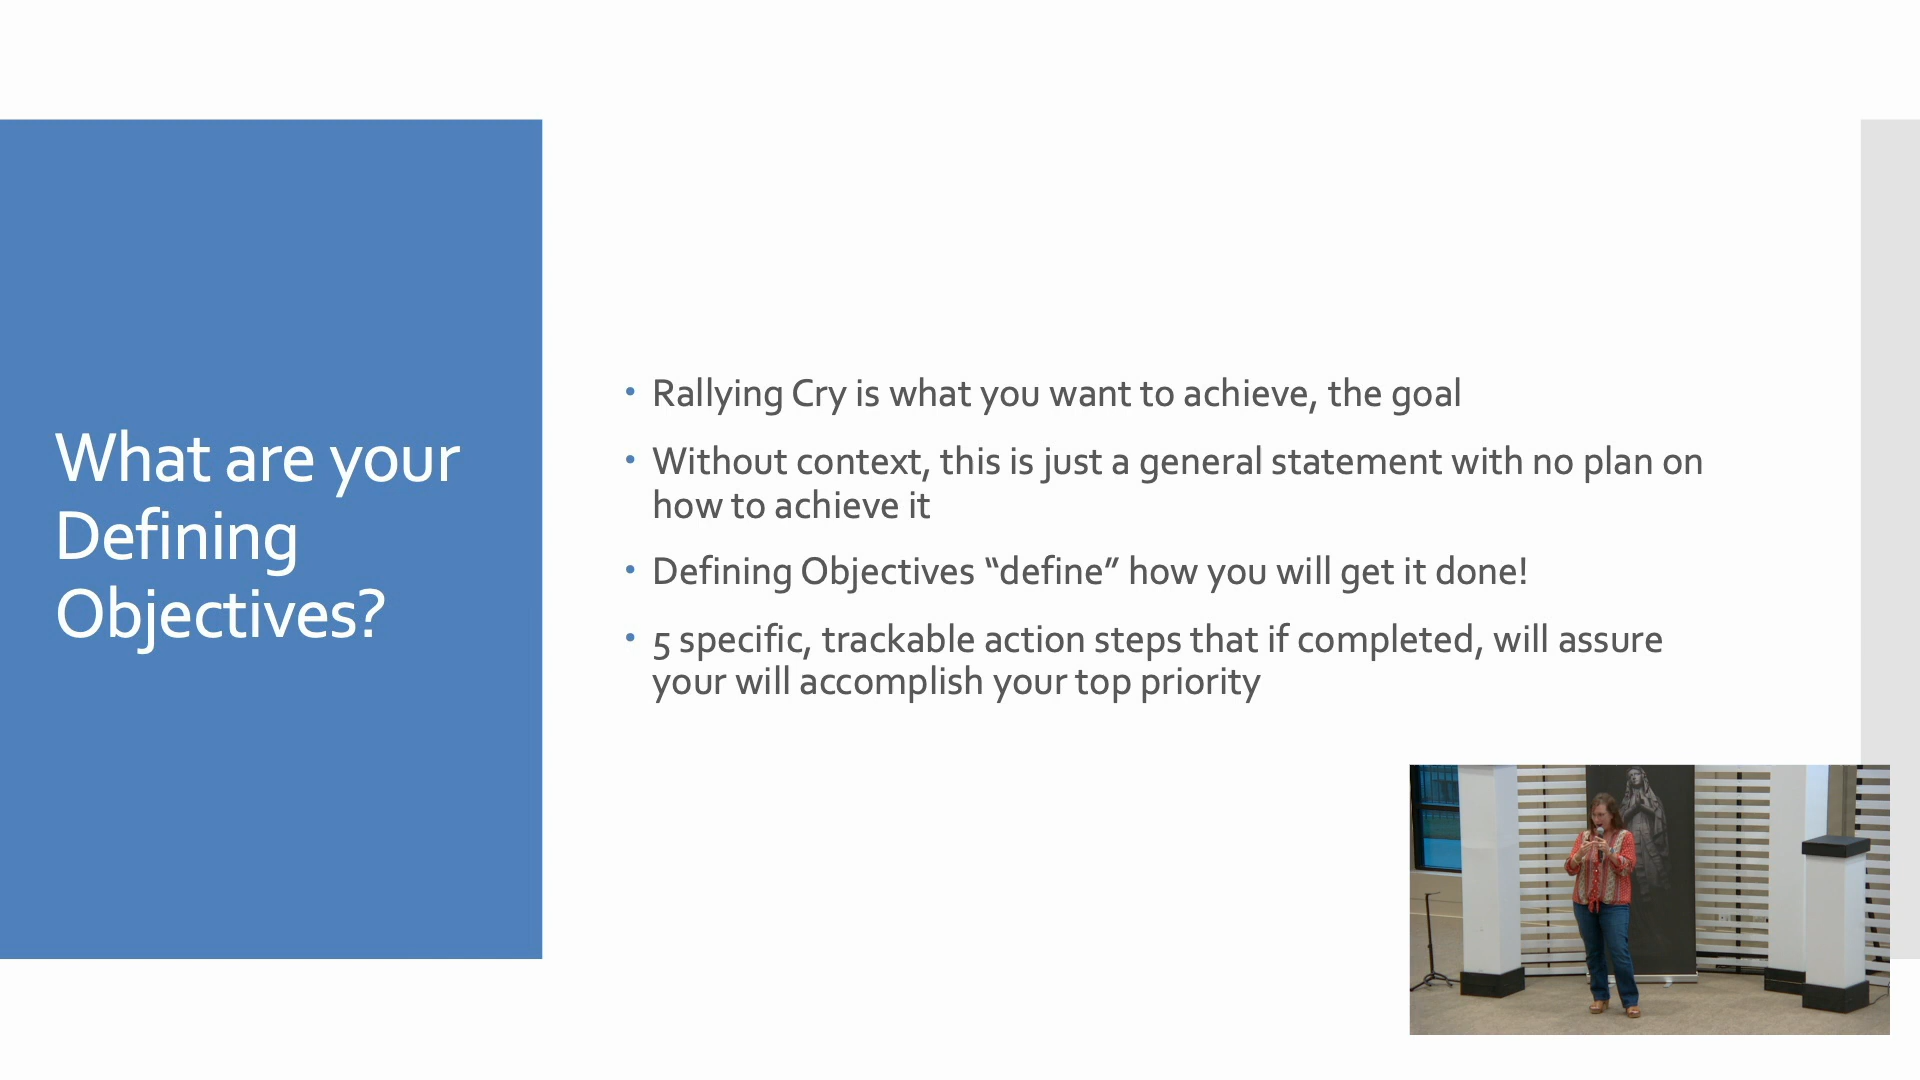 What are your
Defining
Objectives?
• Rallying Cry is what you want to achieve, the goal
• Without context, this is just a general statement with no plan on
how to achieve it
• Defining Objectives “define” how you will get it done!
• 5 specific, trackable action steps that if completed, will assure
your will accomplish your top priority